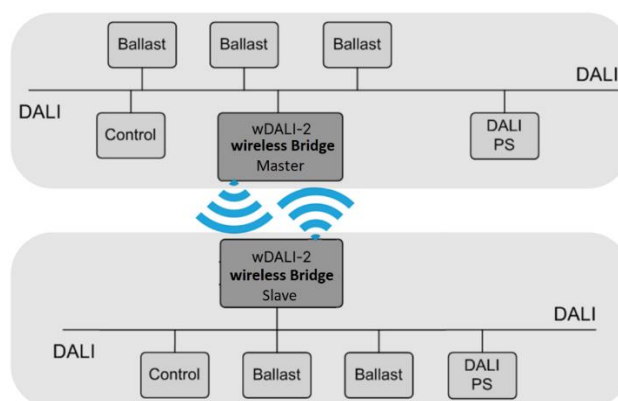 Ballast
Ballast
Ballast
DALI
DALI
Control
wDALI-2
wireless Bridge
Master
DALI
PS
wDALI-2
wireless Bridge
Slave
DALI
DALI
Control
Ballast
Ballast
DALI
PS